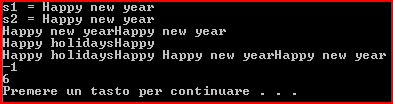 s1 = Happy new year
s2 = Happy new year
Happy new yearHappy new year
Happy holidaysHappy
Happy holidaysHappy Happy new yearHappy new year
-1
6
Premere un tasto per continuare . . .